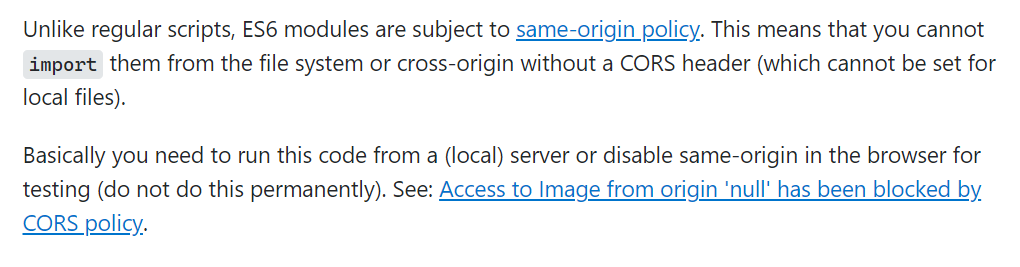 Unlike regular scripts, ES6 modules are subject to same-origin policy. This means that you cannot
import them from the file system or cross-origin without a CORS header (which cannot be set for
local files).
Basically you need to run this code from a (local) server or disable same-origin in the browser for
testing (do not do this permanently). See: Access to Image from origin 'null' has been blocked by
CORS policy.